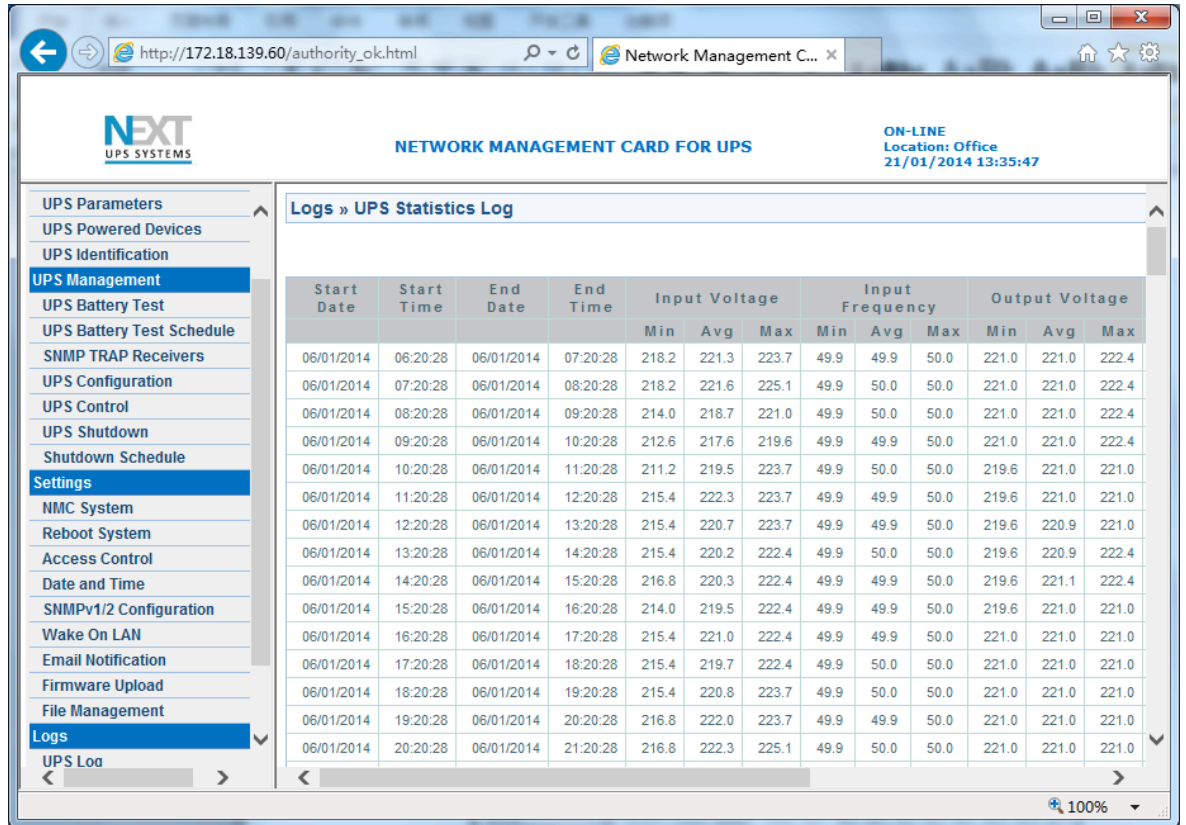 http://172.18.139.60/authority_ok.html
Network Management C...
NEXT
UPS SYSTEMS
NETWORK MANAGEMENT CARD FOR UPS
ON-LINE
Location: Office
21/01/2014 13:35:47
UPS Parameters
UPS Powered Devices
UPS Identification
UPS Management
UPS Battery Test
UPS Battery Test Schedule
SNMP TRAP Receivers
UPS Configuration
UPS Control
UPS Shutdown
Shutdown Schedule
Settings
NMC System
Reboot System
Access Control
Date and Time
SNMPv1/2 Configuration
Wake On LAN
Email Notification
Firmware Upload
File Management
Logs
UPS Log
Logs » UPS Statistics Log
Start Date Start Time End Date End Time Input Voltage Input Frequency Output Voltage
Min Avg Max Min Avg Max Min Avg Max
06/01/2014 06:20:28 06/01/2014 07:20:28 218.2 221.3 223.7 49.9 49.9 50.0 221.0 221.0 222.4
06/01/2014 07:20:28 06/01/2014 08:20:28 218.2 221.6 225.1 49.9 50.0 50.0 221.0 221.0 222.4
06/01/2014 08:20:28 06/01/2014 09:20:28 214.0 218.7 221.0 49.9 50.0 50.0 221.0 221.0 222.4
06/01/2014 09:20:28 06/01/2014 10:20:28 212.6 217.6 219.6 49.9 49.9 50.0 221.0 221.0 222.4
06/01/2014 10:20:28 06/01/2014 11:20:28 211.2 219.5 223.7 49.9 50.0 50.0 219.6 221.0 221.0
06/01/2014 11:20:28 06/01/2014 12:20:28 215.4 222.3 223.7 49.9 49.9 50.0 219.6 221.0 221.0
06/01/2014 12:20:28 06/01/2014 13:20:28 215.4 220.7 223.7 49.9 49.9 50.0 219.6 220.9 221.0
06/01/2014 13:20:28 06/01/2014 14:20:28 215.4 220.2 222.4 49.9 50.0 50.0 219.6 220.9 222.4
06/01/2014 14:20:28 06/01/2014 15:20:28 216.8 220.3 222.4 49.9 49.9 50.0 219.6 221.1 222.4
06/01/2014 15:20:28 06/01/2014 16:20:28 214.0 219.5 222.4 49.9 49.9 50.0 219.6 221.0 221.0
06/01/2014 16:20:28 06/01/2014 17:20:28 215.4 221.0 222.4 49.9 49.9 50.0 221.0 221.0 221.0
06/01/2014 17:20:28 06/01/2014 18:20:28 215.4 219.7 222.4 49.9 50.0 50.0 221.0 221.0 221.0
06/01/2014 18:20:28 06/01/2014 19:20:28 215.4 220.8 223.7 49.9 50.0 50.0 221.0 221.0 221.0
06/01/2014 19:20:28 06/01/2014 20:20:28 216.8 222.0 223.7 49.9 49.9 50.0 221.0 221.0 221.0
06/01/2014 20:20:28 06/01/2014 21:20:28 216.8 222.3 225.1 49.9 50.0 50.0 221.0 221.0 221.0
100%